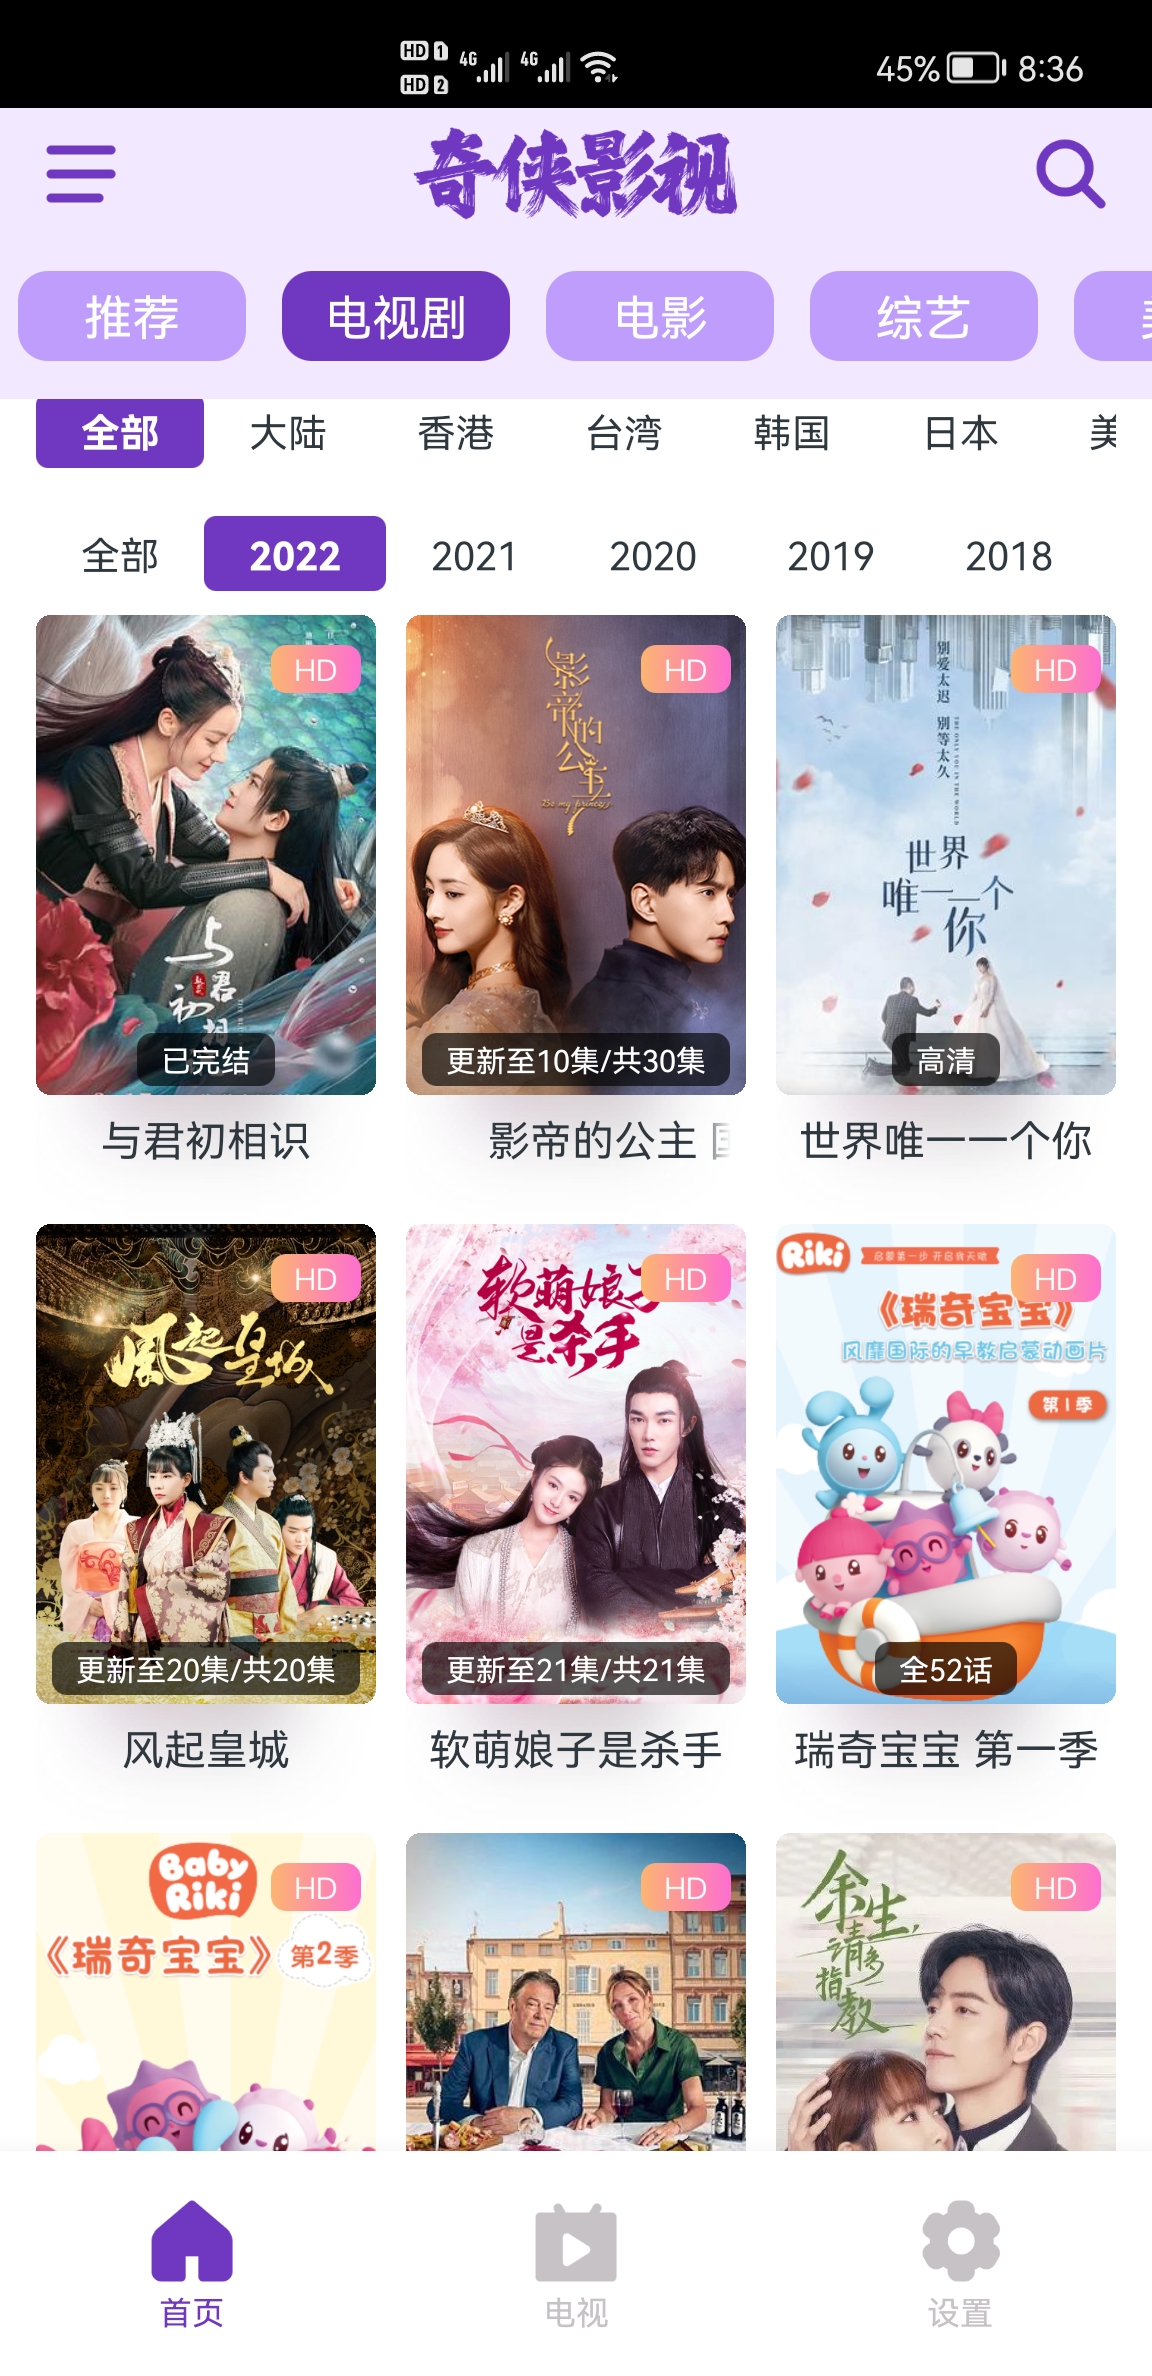 HD 1 4G 4G 45% 8:36
HD 2
奇侠影视
推荐 电视剧 电影 综艺
全部 大陆 香港 台湾 韩国 日本 美
全部 2022 2021 2020 2019 2018
HD
与君初相
已完结
HD
影帝的公主
Be my princess
更新至10集/共30集
HD
别爱太迟 别等太久
THE ONLY YOU IN THE WORLD
世界唯一一个你
高清
与君初相识 影帝的公主 世界唯一一个你
HD
風起皇城
更新至20集/共20集
HD
软萌娘子是杀手
更新至21集/共21集
Riki
HD
《瑞奇宝宝》
风靡国际的早教启蒙动画片
第1季
全52话
风起皇城 软萌娘子是杀手 瑞奇宝宝 第一季
Baby Riki
HD
《瑞奇宝宝》 第2季
HD
HD
余生,请多指教
首页 电视 设置